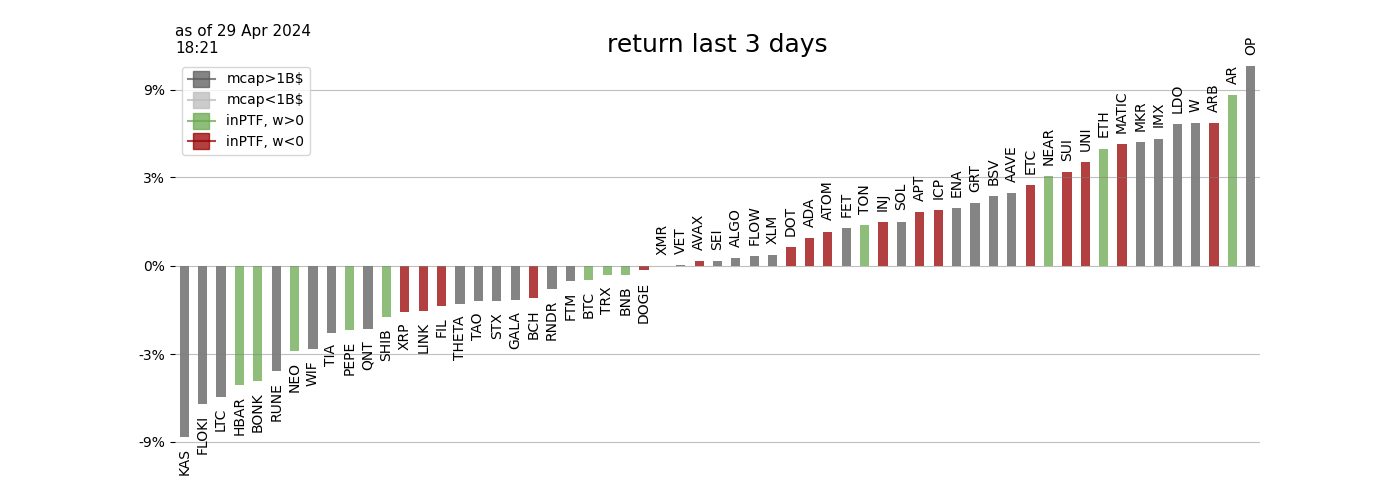 as of 29 Apr 2024
18:21
return last 3 days
mcap>1B$
mcap<1B$
inPTF, w>0
inPTF, w<0
9%
3%
0%
-3%
-9%
KAS
FLOKI
LTC
HBAR
BONK
RUNE
NEO
WIF
TIA
PEPE
QNT
SHIB
XRP
LINK
FIL
THETA
TAO
STX
GALA
BCH
RNDR
FTM
BTC
TRX
BNB
DOGE
XMR
VET
AVAX
SEI
ALGO
FLOW
XLM
DOT
ADA
ATOM
FET
TON
INJ
SOL
APT
ICP
ENA
GRT
BSV
AAVE
ETC
NEAR
SUI
UNI
ETH
MATIC
MKR
IMX
LDO
W
ARB
AR
OP